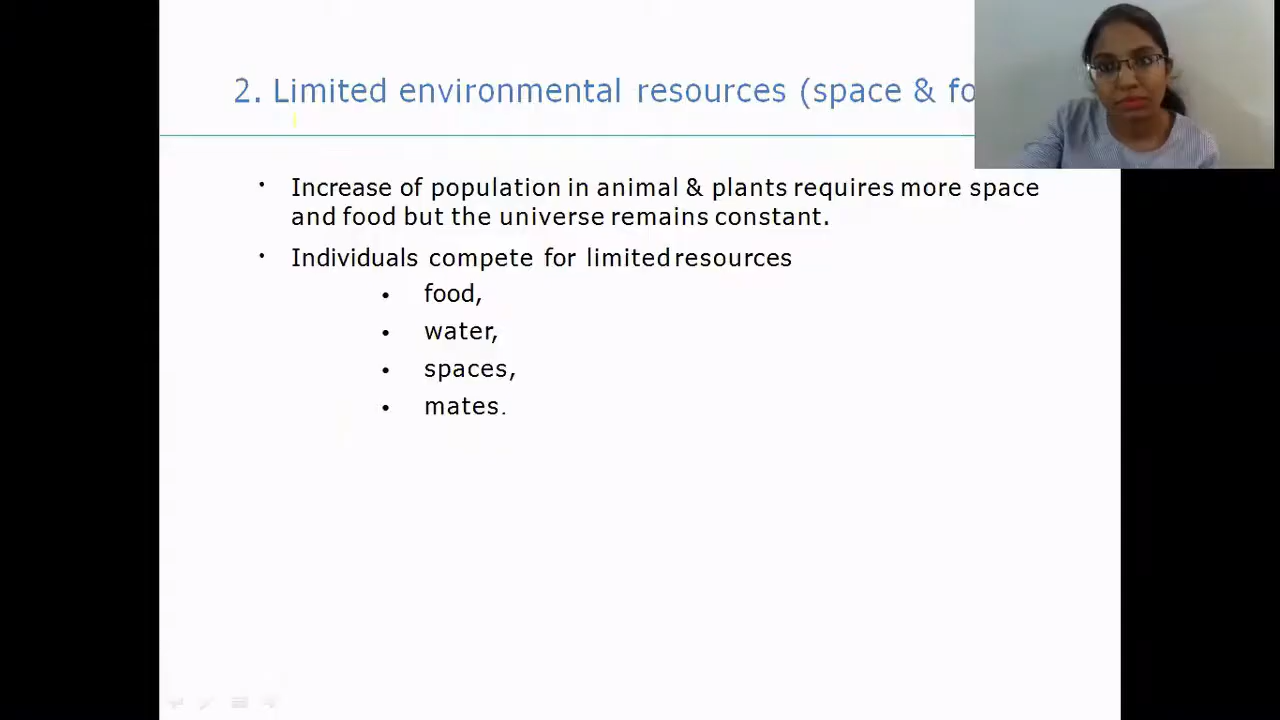 2. Limited environmental resources (space &
• Increase of population in animal & plants requires more space
and food but the universe remains constant.
• Individuals compete for limited resources
• food,
• water,
• spaces,
• mates.